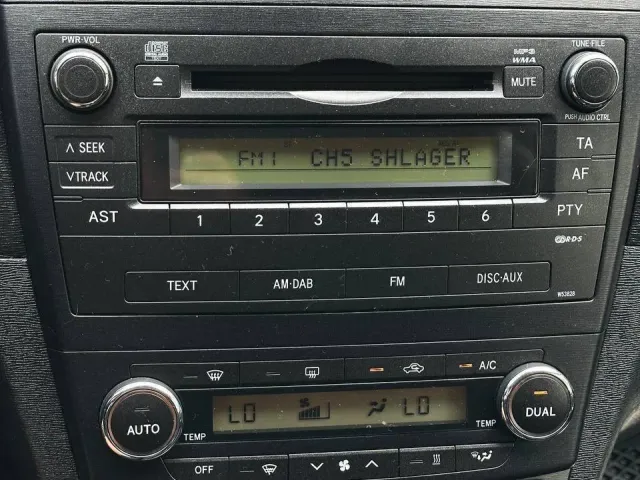 PWR·VOL
MP3
WMA
TUNE·FILE
MUTE
PUSH AUDIO CTRL
∧ SEEK
∨TRACK
FM1 CH5 SHLAGER
TA
AF
AST 1 2 3 4 5 6 PTY
R·D·S
TEXT AM·DAB FM DISC·AUX
W53828
A/C
AUTO LO LO DUAL
TEMP TEMP
OFF